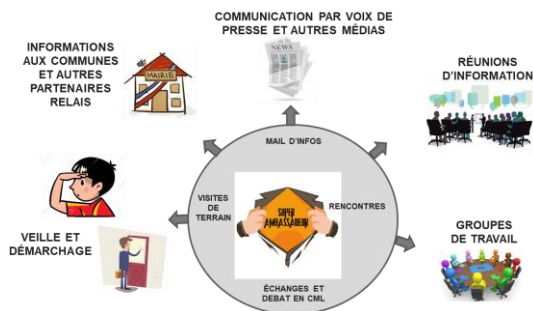 COMMUNICATION PAR VOIX DE
PRESSE ET AUTRES MÉDIAS
INFORMATIONS
AUX COMMUNES
ET AUTRES
PARTENAIRES
RELAIS
MAIRIE
NEWS
RÉUNIONS
D'INFORMATION
MAIL D'INFOS
VISITES DE
TERRAIN
SUPER
AMBASSADEUR
RENCONTRES
VEILLE ET
DÉMARCHAGE
GROUPES
DE TRAVAIL
ÉCHANGES ET
DEBAT EN CML